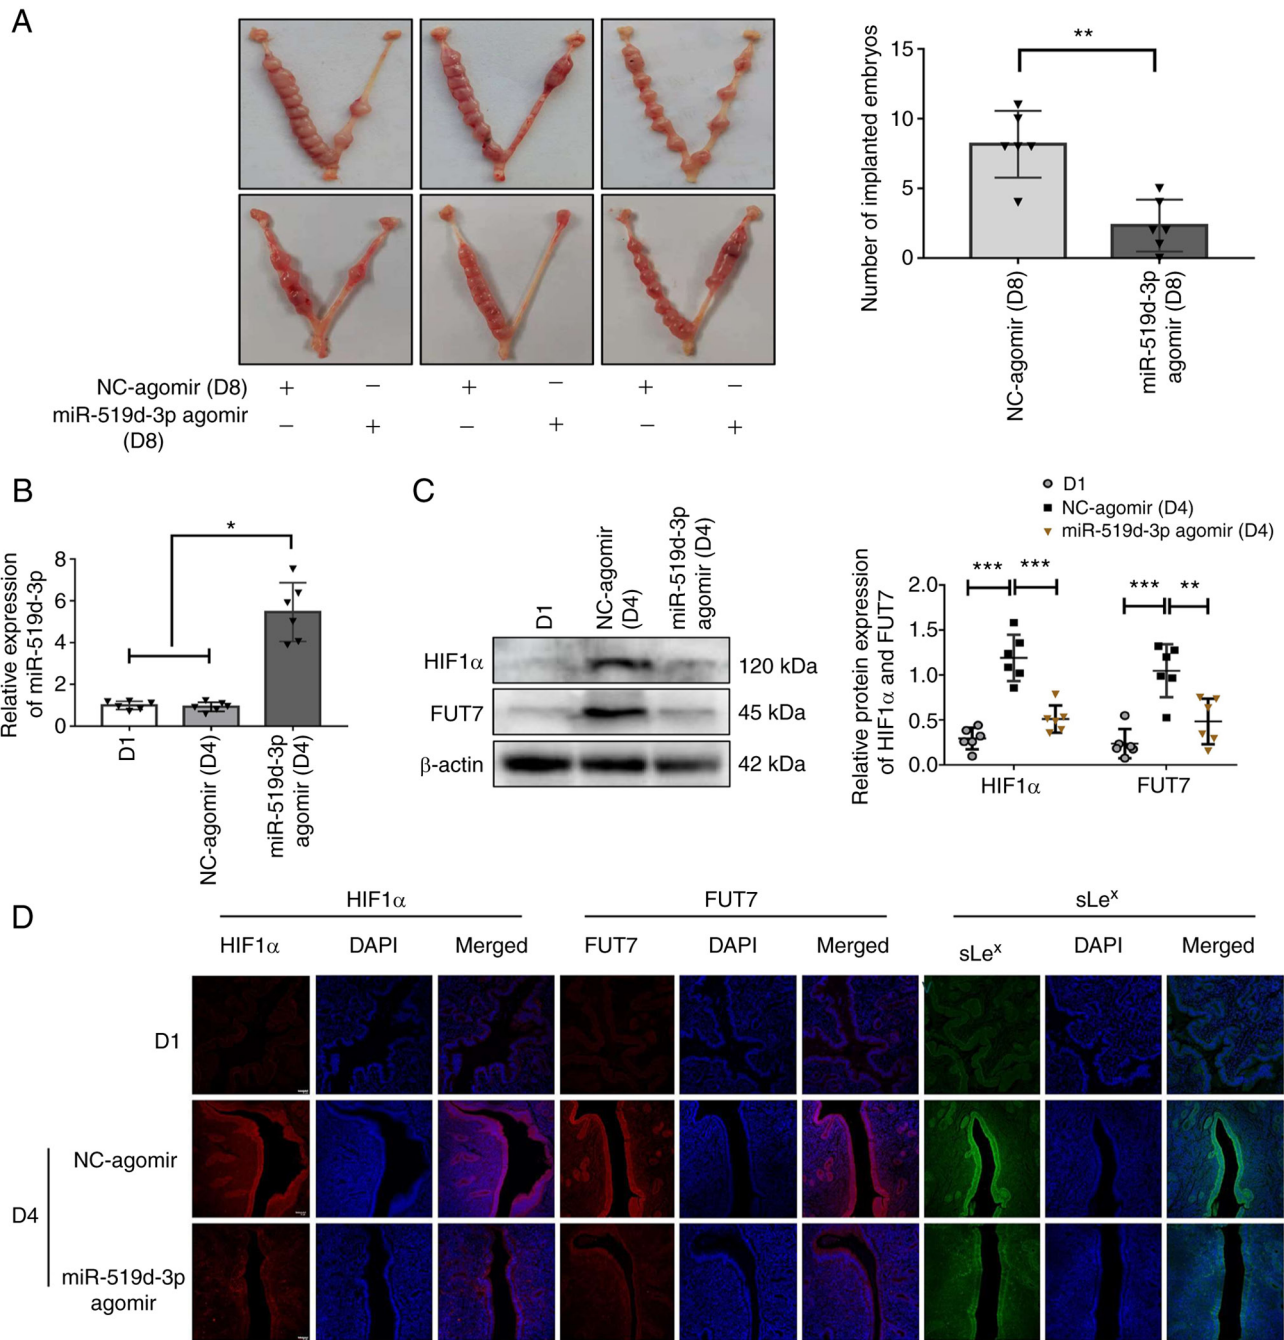 A
Number of implanted embryos
15
10
5
0
**
NC-agomir (D8)
miR-519d-3p
agomir (D8)
NC-agomir (D8) + − + − + −
miR-519d-3p agomir
(D8)
− + − + − +
B
Relative expression
of miR-519d-3p
8
6
4
2
0
*
D1
NC-agomir (D4)
miR-519d-3p
agomir (D4)
C
D1
NC-agomir
(D4)
miR-519d-3p
agomir (D4)
HIF1α 120 kDa
FUT7 45 kDa
β-actin 42 kDa
D1
NC-agomir (D4)
miR-519d-3p agomir (D4)
Relative protein expression
of HIF1α and FUT7
2.0
1.5
1.0
0.5
0.0
*** ***
*** **
HIF1α FUT7
D
HIF1α FUT7 sLeˣ
HIF1α DAPI Merged FUT7 DAPI Merged sLeˣ DAPI Merged
D1
D4
NC-agomir
miR-519d-3p
agomir